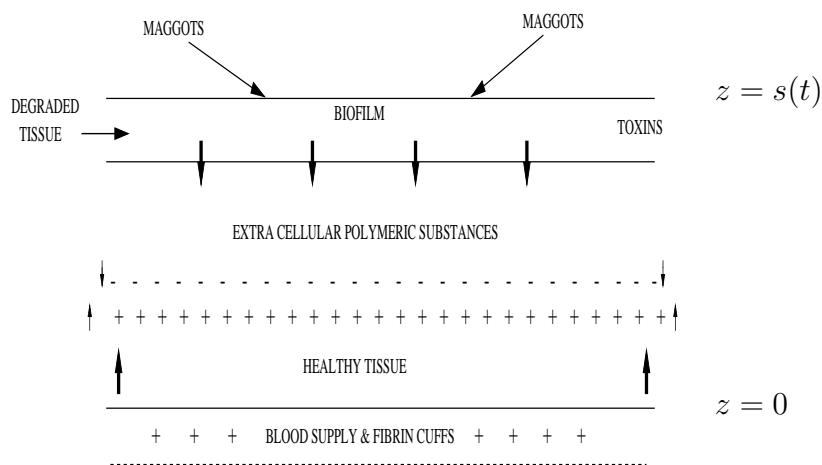 MAGGOTS
MAGGOTS
z = s(t)
DEGRADED
TISSUE
BIOFILM
TOXINS
EXTRA CELLULAR POLYMERIC SUBSTANCES
- - - - - - - - - - - - - - - - - - - - - - - - - -
+ + + + + + + + + + + + + + + + + + + + + + + + + +
HEALTHY TISSUE
z = 0
+ + + BLOOD SUPPLY & FIBRIN CUFFS + + + +